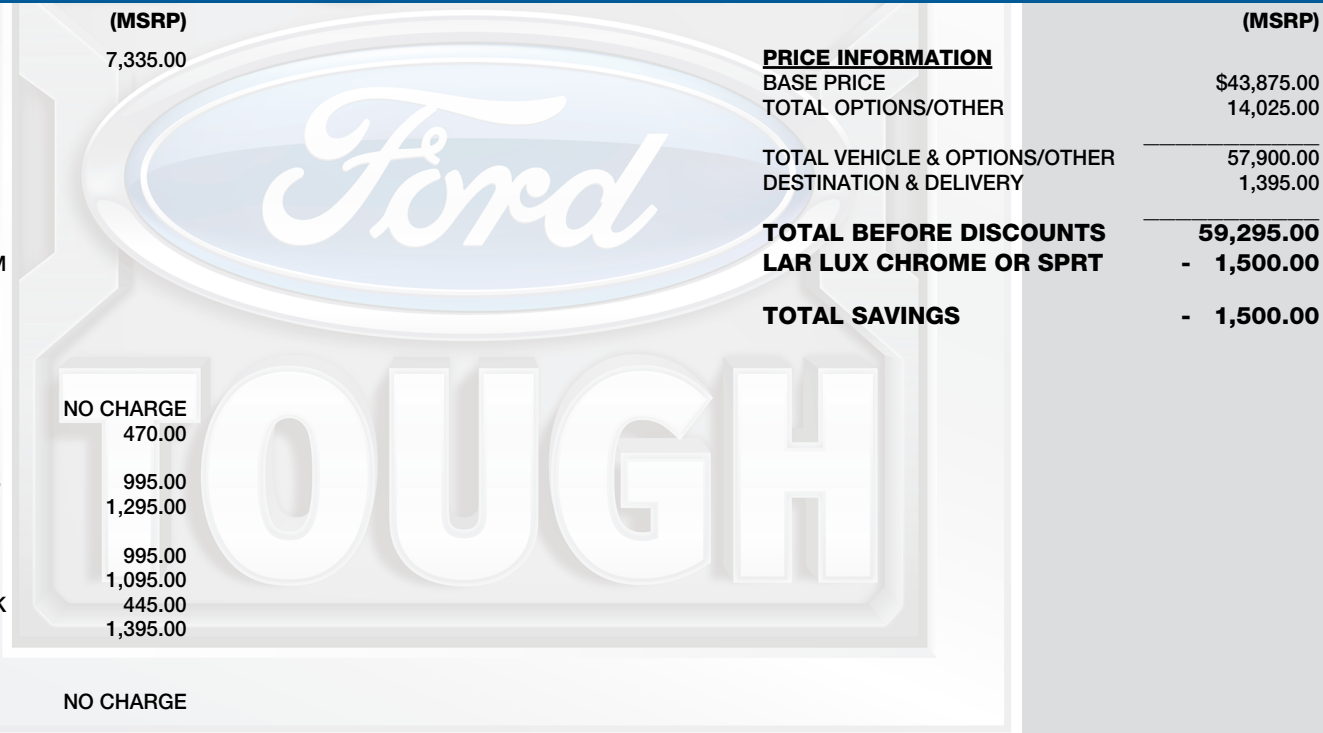 (MSRP)
7,335.00
M
NO CHARGE
470.00
995.00
1,295.00
995.00
1,095.00
K 445.00
1,395.00
NO CHARGE
Ford
TOUGH
(MSRP)
PRICE INFORMATION
BASE PRICE $43,875.00
TOTAL OPTIONS/OTHER 14,025.00
TOTAL VEHICLE & OPTIONS/OTHER 57,900.00
DESTINATION & DELIVERY 1,395.00
TOTAL BEFORE DISCOUNTS 59,295.00
LAR LUX CHROME OR SPRT - 1,500.00
TOTAL SAVINGS - 1,500.00